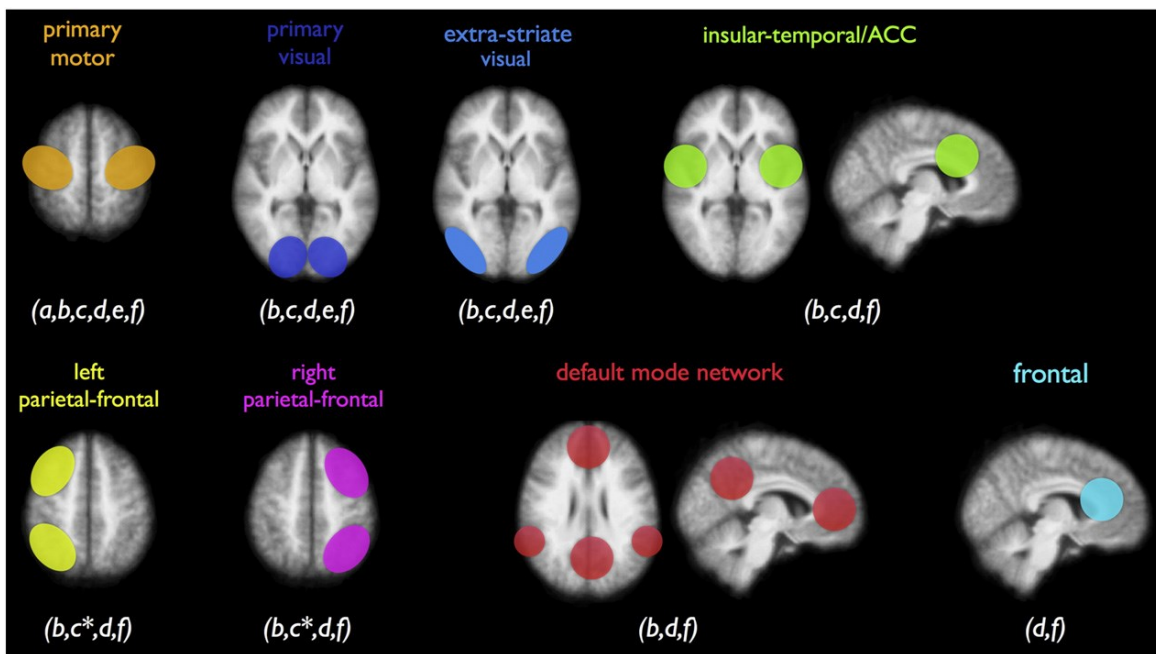 primary
motor
primary
visual
extra-striate
visual
insular-temporal/ACC
(a,b,c,d,e,f)
(b,c,d,e,f)
(b,c,d,e,f)
(b,c,d,f)
left
parietal-frontal
right
parietal-frontal
default mode network
frontal
(b,c*,d,f)
(b,c*,d,f)
(b,d,f)
(d,f)